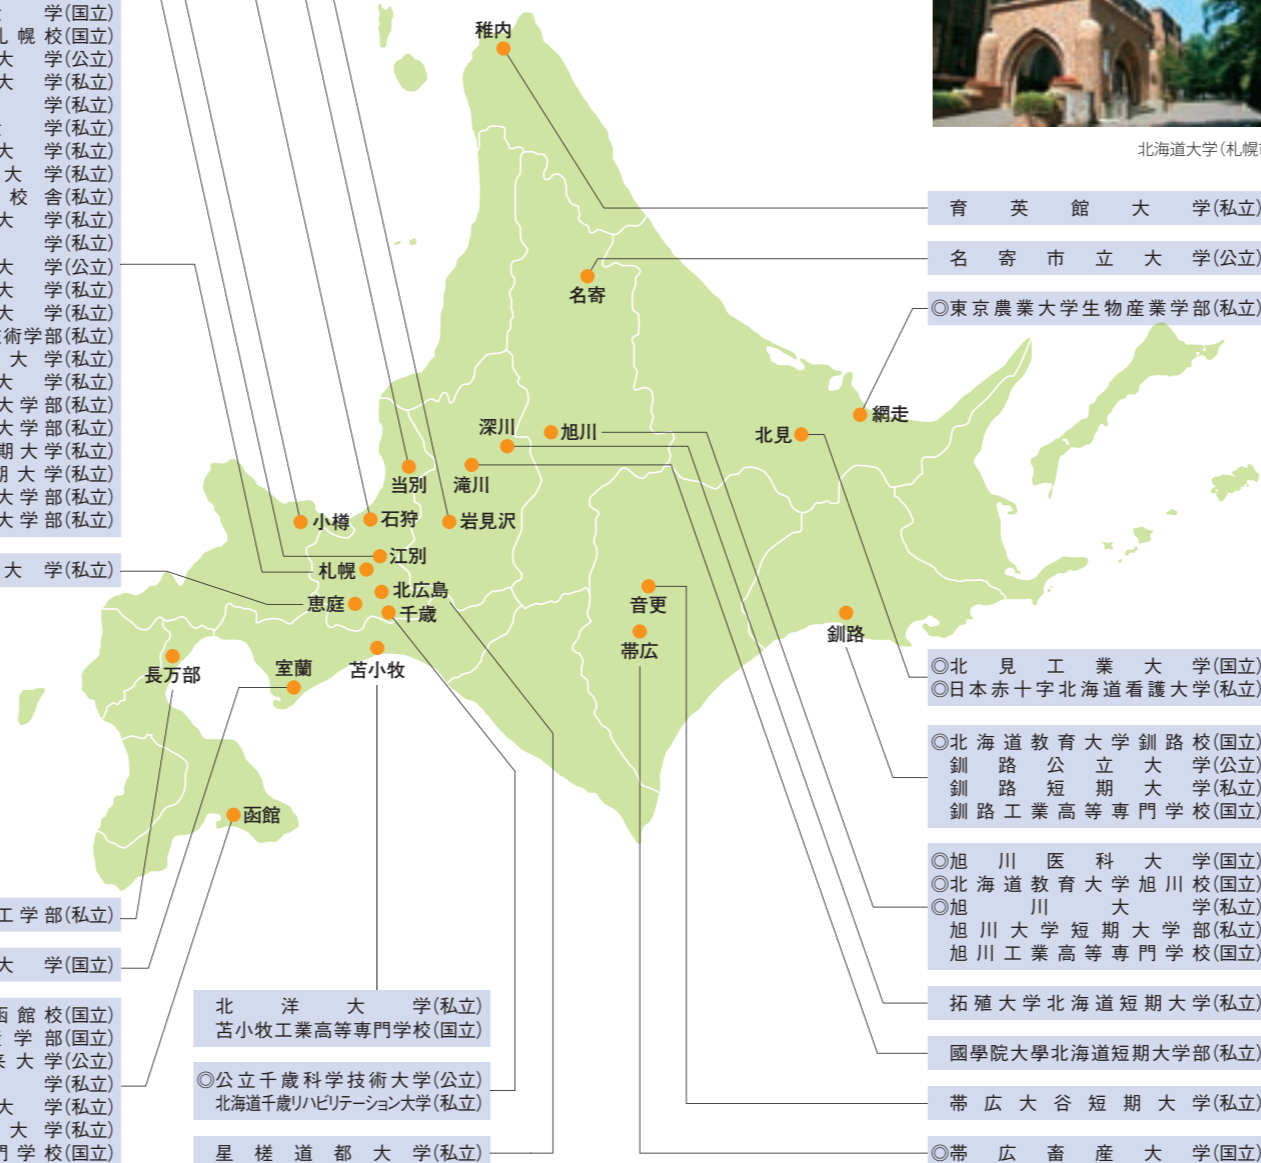 学(国立)
札幌校(国立)
大学(公立)
大学(私立)
学(私立)
学(私立)
大学(私立)
大学(私立)
校舎(私立)
大学(私立)
学(私立)
大学(公立)
大学(私立)
大学(私立)
術学部(私立)
大学(私立)
大学(私立)
大学部(私立)
大学部(私立)
期大学(私立)
期大学(私立)
大学部(私立)
大学部(私立)
大学(私立)
工学部(私立)
大学(国立)
函館校(国立)
学部(国立)
来大学(公立)
学(私立)
大学(私立)
大学(私立)
門学校(国立)
稚内
名寄
網走
北見
旭川
深川
滝川
当別
岩見沢
石狩
小樽
江別
札幌
北広島
恵庭
千歳
音更
帯広
釧路
苫小牧
室蘭
長万部
函館
北洋大学(私立)
苫小牧工業高等専門学校(国立)
◎公立千歳科学技術大学(公立)
北海道千歳リハビリテーション大学(私立)
星槎道都大学(私立)
北海道大学(札幌市
育英館大学(私立)
名寄市立大学(公立)
◎東京農業大学生物産業学部(私立)
◎北見工業大学(国立)
◎日本赤十字北海道看護大学(私立)
◎北海道教育大学釧路校(国立)
釧路公立大学(公立)
釧路短期大学(私立)
釧路工業高等専門学校(国立)
◎旭川医科大学(国立)
◎北海道教育大学旭川校(国立)
◎旭川大学(私立)
旭川大学短期大学部(私立)
旭川工業高等専門学校(国立)
拓殖大学北海道短期大学(私立)
國學院大學北海道短期大学部(私立)
帯広大谷短期大学(私立)
◎帯広畜産大学(国立)